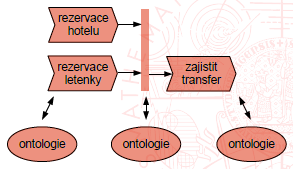 rezervace
hotelu
rezervace
letenky
zajistit
transfer
ontologie
ontologie
ontologie